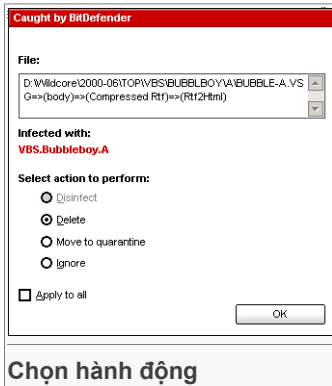 Caught by BitDefender
File:
D:\Wildcore\2000-06\TOP\VBS\BUBBLBOY\A\BUBBLE-A.VS
G=>(body)=>(Compressed Rtf)=>(Rtf2Html)
Infected with:
VBS.Bubbleboy.A
Select action to perform:
Disinfect
Delete
Move to quarantine
Ignore
Apply to all
OK
Chọn hành động